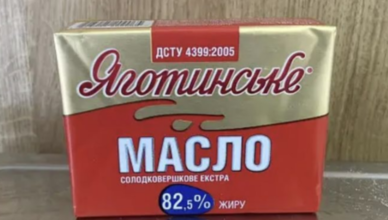 ДСТУ 4399:2005
Яготинське®
МАСЛО
СОЛОДКОВЕРШКОВЕ ЕКСТРА
82,5% ЖИРУ